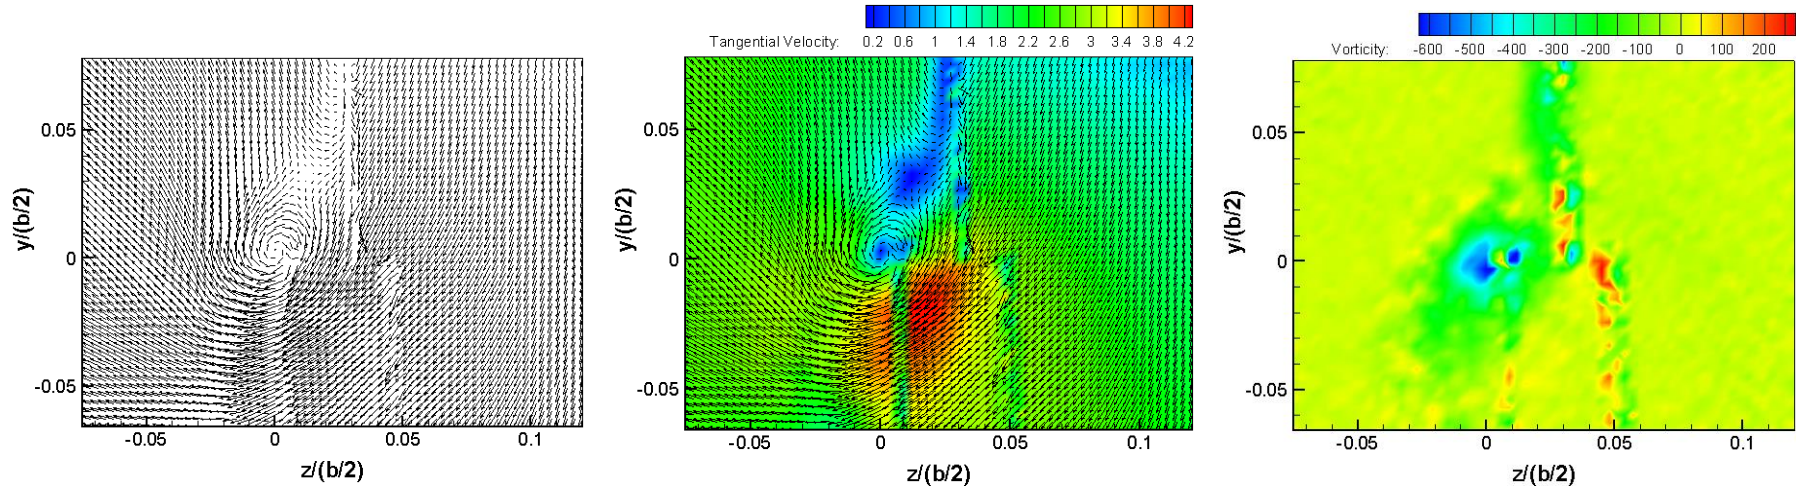 0.05
0
-0.05
y/(b/2)
-0.05 0 0.05 0.1
z/(b/2)
Tangential Velocity: 0.2 0.6 1 1.4 1.8 2.2 2.6 3 3.4 3.8 4.2
0.05
0
-0.05
y/(b/2)
-0.05 0 0.05 0.1
z/(b/2)
Vorticity: -600 -500 -400 -300 -200 -100 0 100 200
0.05
0
-0.05
y/(b/2)
-0.05 0 0.05 0.1
z/(b/2)